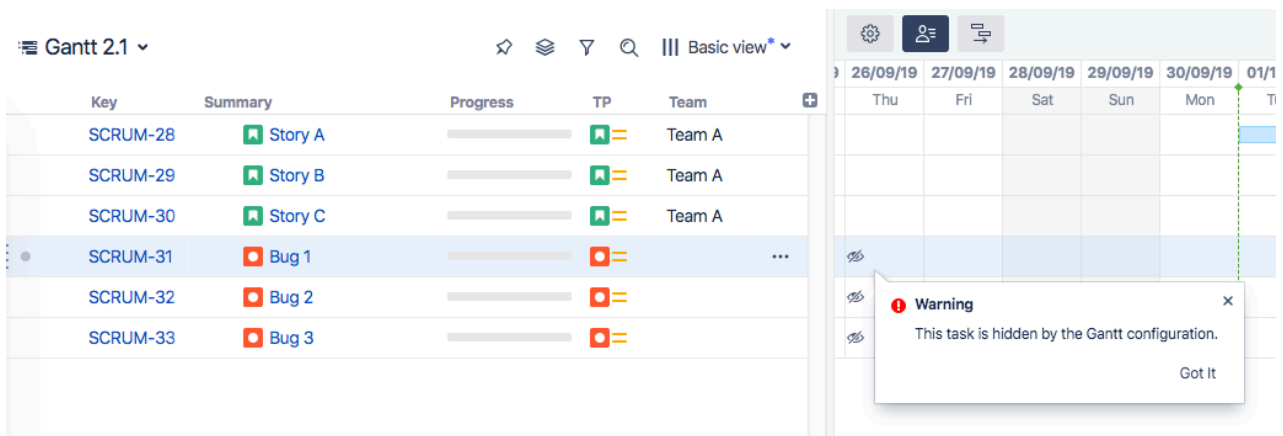 Gantt 2.1
Basic view*
Key Summary Progress TP Team
SCRUM-28 Story A Team A
SCRUM-29 Story B Team A
SCRUM-30 Story C Team A
SCRUM-31 Bug 1
SCRUM-32 Bug 2
SCRUM-33 Bug 3
26/09/19 27/09/19 28/09/19 29/09/19 30/09/19
Thu Fri Sat Sun Mon
Warning
This task is hidden by the Gantt configuration.
Got It